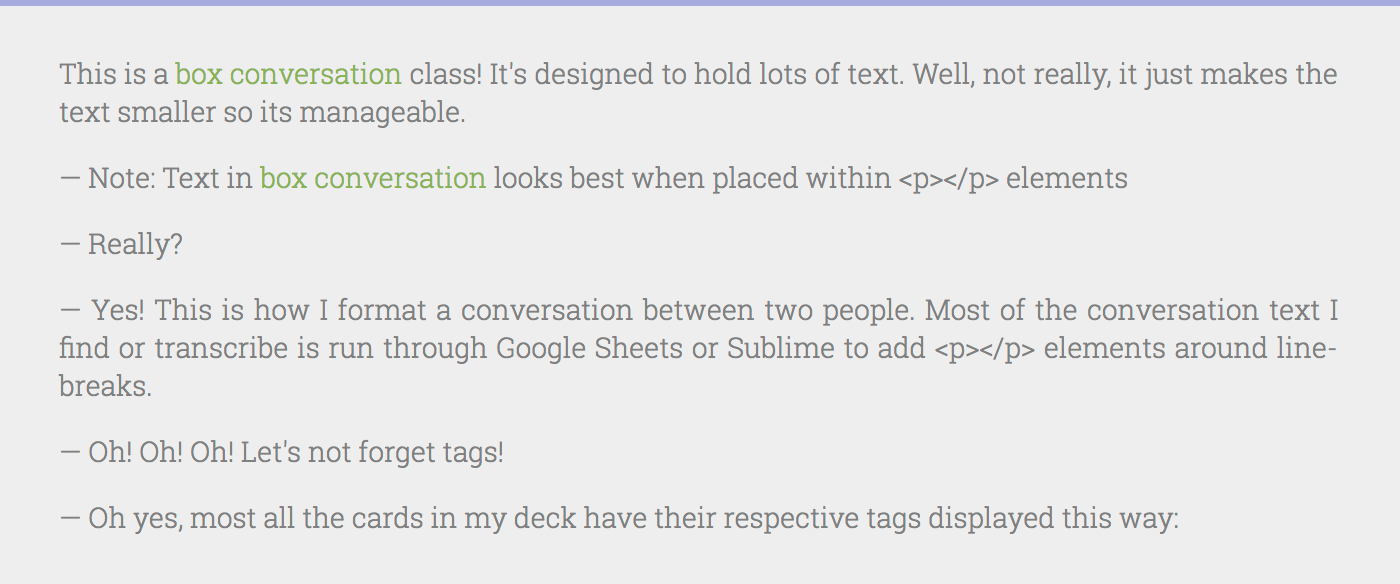 This is a box conversation class! It's designed to hold lots of text. Well, not really, it just makes the
text smaller so its manageable.
— Note: Text in box conversation looks best when placed within <p></p> elements
— Really?
— Yes! This is how I format a conversation between two people. Most of the conversation text I
find or transcribe is run through Google Sheets or Sublime to add <p></p> elements around line-
breaks.
— Oh! Oh! Oh! Let's not forget tags!
— Oh yes, most all the cards in my deck have their respective tags displayed this way: